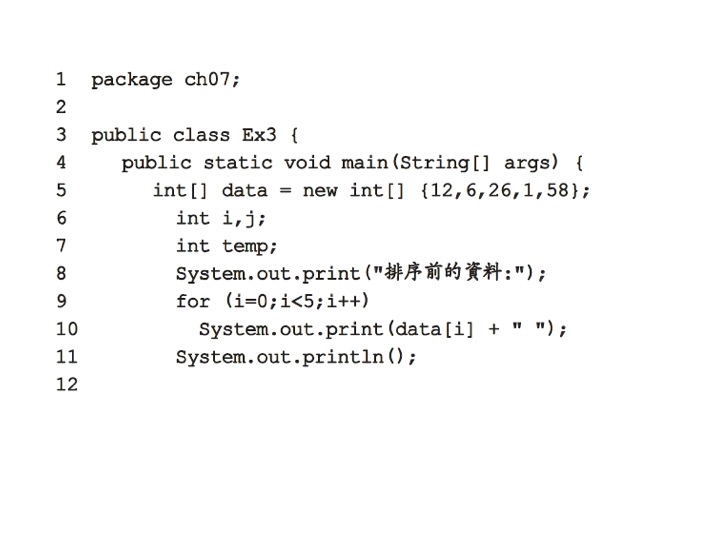 1 package ch07;
2
3 public class Ex3 {
4 public static void main(String[] args) {
5 int[] data = new int[] {12,6,26,1,58};
6 int i,j;
7 int temp;
8 System.out.print("排序前的資料:");
9 for (i=0;i<5;i++)
10 System.out.print(data[i] + " ");
11 System.out.println();
12